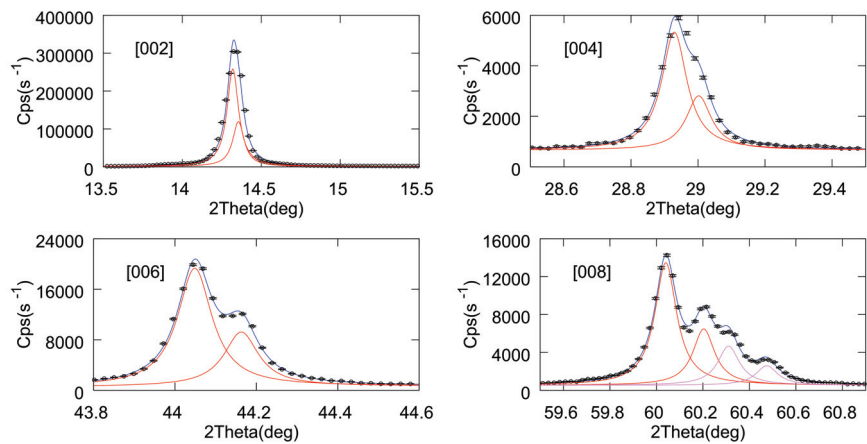 400000
300000
200000
100000
0
Cps(s⁻¹)
[002]
13.5 14 14.5 15 15.5
2Theta(deg)
6000
4000
2000
0
Cps(s⁻¹)
[004]
28.6 28.8 29 29.2 29.4
2Theta(deg)
24000
16000
8000
0
Cps(s⁻¹)
[006]
43.8 44 44.2 44.4 44.6
2Theta(deg)
16000
12000
8000
4000
0
Cps(s⁻¹)
[008]
59.6 59.8 60 60.2 60.4 60.6 60.8
2Theta(deg)